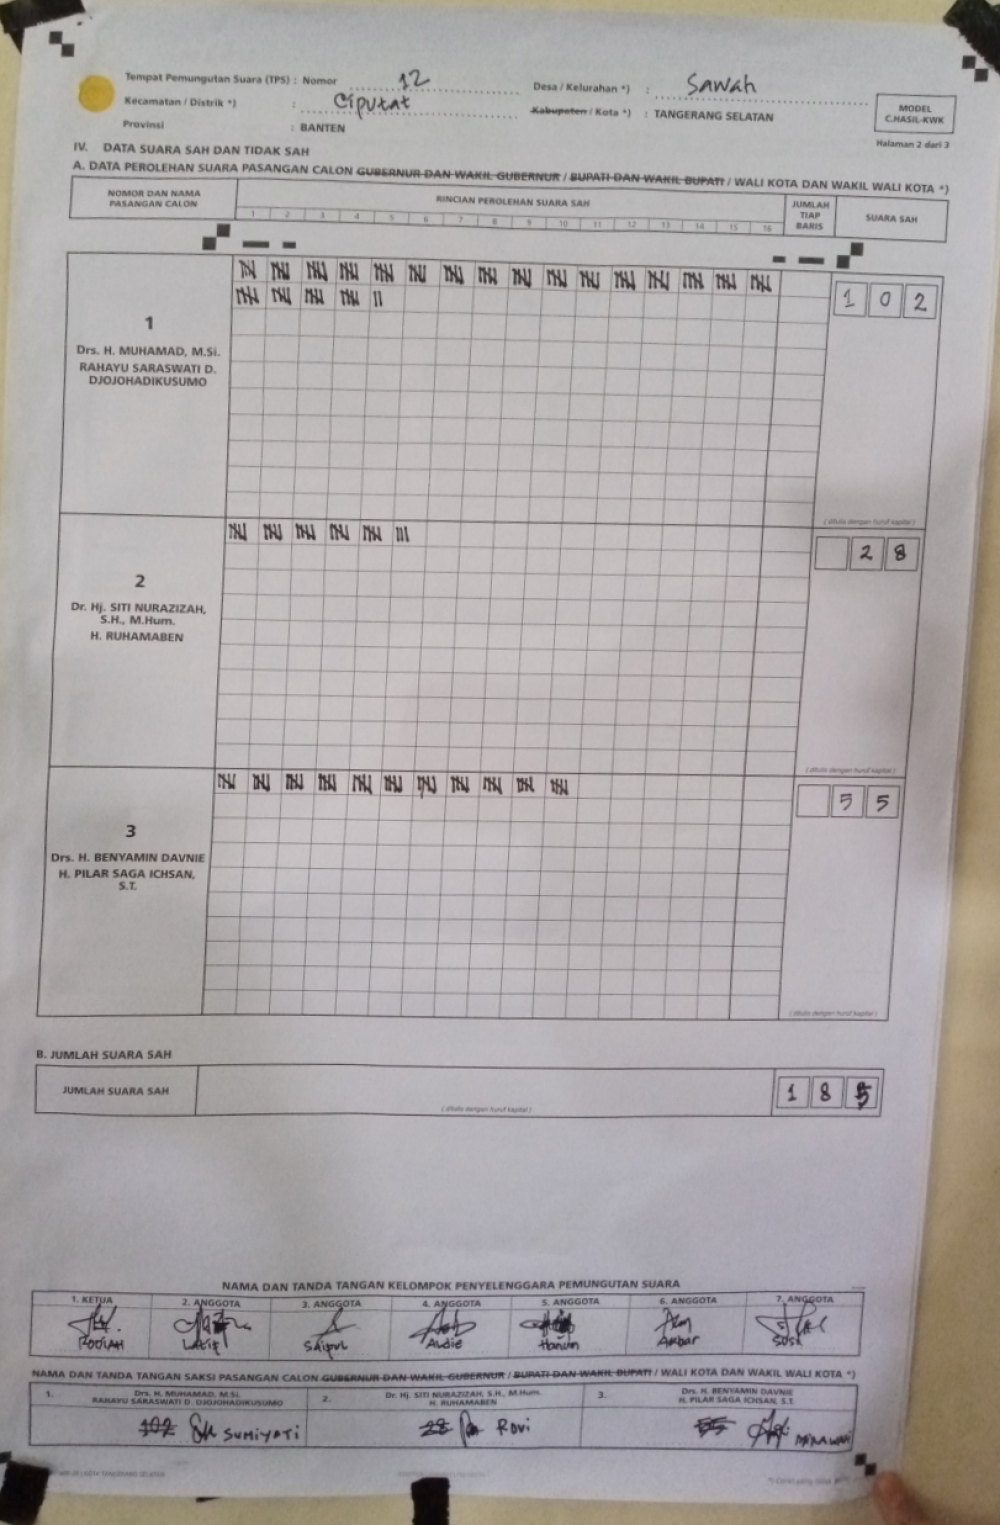 Tempat Pemungutan Suara (TPS) : Nomor 12 Desa / Kelurahan *) : Sawah
Kecamatan / Distrik *) : Ciputat Kabupaten / Kota *) : TANGERANG SELATAN
Provinsi : BANTEN
MODEL
C.HASIL-KWK
Halaman 2 dari 3
IV. DATA SUARA SAH DAN TIDAK SAH
A. DATA PEROLEHAN SUARA PASANGAN CALON GUBERNUR DAN WAKIL GUBERNUR / BUPATI DAN WAKIL BUPATI / WALI KOTA DAN WAKIL WALI KOTA *)
NOMOR DAN NAMA
PASANGAN CALON
RINCIAN PEROLEHAN SUARA SAH
1 2 3 4 5 6 7 8 9 10 11 12 13 14 15 16
JUMLAH
TIAP
BARIS
SUARA SAH
1
Drs. H. MUHAMAD, M.Si.
RAHAYU SARASWATI D.
DJOJOHADIKUSUMO
1 0 2
( ditulis dengan huruf kapital )
2
Dr. Hj. SITI NURAZIZAH,
S.H., M.Hum.
H. RUHAMABEN
2 8
( ditulis dengan huruf kapital )
3
Drs. H. BENYAMIN DAVNIE
H. PILAR SAGA ICHSAN,
S.T.
5 5
( ditulis dengan huruf kapital )
B. JUMLAH SUARA SAH
JUMLAH SUARA SAH
( ditulis dengan huruf kapital )
1 8 5
NAMA DAN TANDA TANGAN KELOMPOK PENYELENGGARA PEMUNGUTAN SUARA
1. KETUA 2. ANGGOTA 3. ANGGOTA 4. ANGGOTA 5. ANGGOTA 6. ANGGOTA 7. ANGGOTA
RODIAH LATIF Saipul Aldie Hanum Akbar SUSI
NAMA DAN TANDA TANGAN SAKSI PASANGAN CALON GUBERNUR DAN WAKIL GUBERNUR / BUPATI DAN WAKIL BUPATI / WALI KOTA DAN WAKIL WALI KOTA *)
1. Drs. H. MUHAMAD, M.Si.
RAHAYU SARASWATI D. DJOJOHADIKUSUMO
2. Dr. Hj. SITI NURAZIZAH, S.H., M.Hum.
H. RUHAMABEN
3. Drs. H. BENYAMIN DAVNIE
H. PILAR SAGA ICHSAN, S.T.
102 SUMIYATI
28 ROVI
55